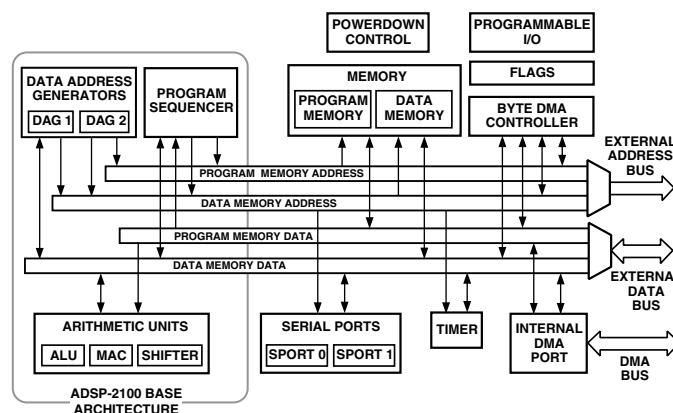 POWERDOWN
CONTROL
PROGRAMMABLE
I/O
FLAGS
DATA ADDRESS
GENERATORS
DAG 1
DAG 2
PROGRAM
SEQUENCER
MEMORY
PROGRAM
MEMORY
DATA
MEMORY
BYTE DMA
CONTROLLER
EXTERNAL
ADDRESS
BUS
PROGRAM MEMORY ADDRESS
DATA MEMORY ADDRESS
PROGRAM MEMORY DATA
DATA MEMORY DATA
EXTERNAL
DATA
BUS
ARITHMETIC UNITS
ALU
MAC
SHIFTER
SERIAL PORTS
SPORT 0
SPORT 1
TIMER
INTERNAL
DMA
PORT
DMA
BUS
ADSP-2100 BASE
ARCHITECTURE